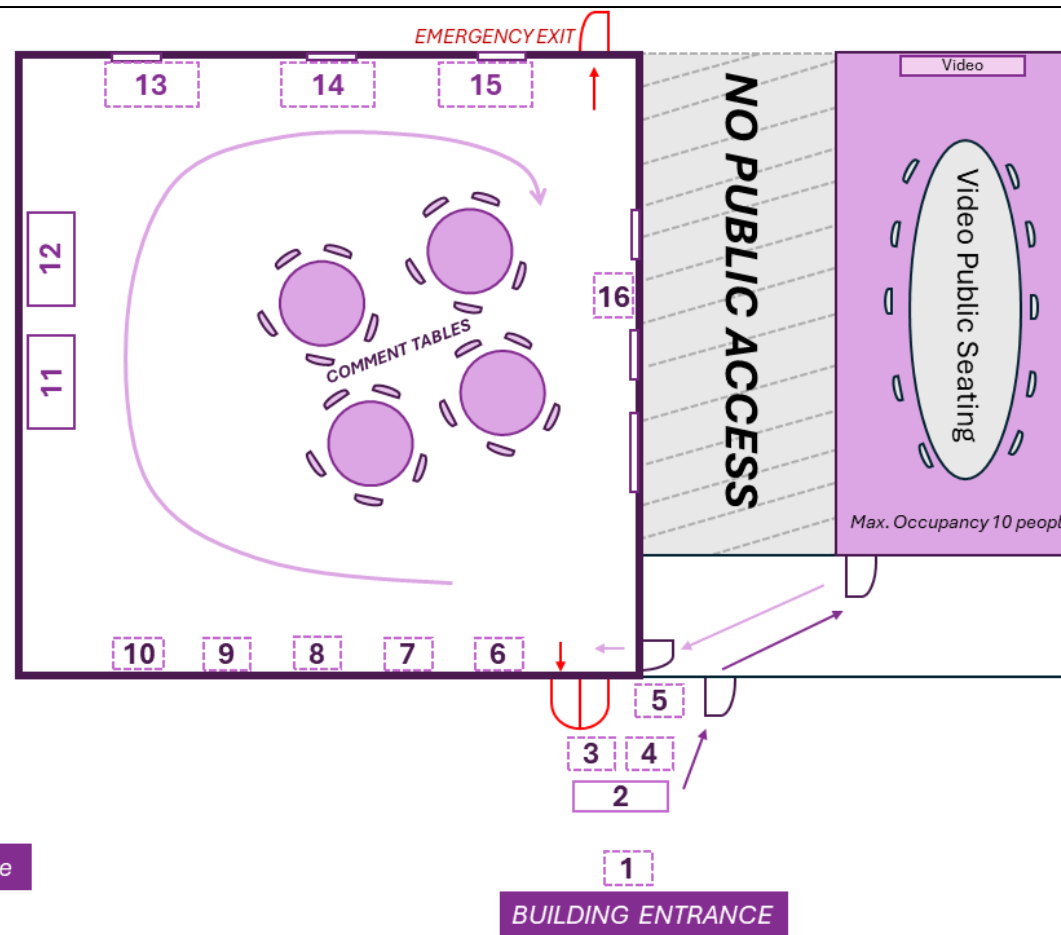 EMERGENCY EXIT
13
14
15
Video
NO PUBLIC ACCESS
Video Public Seating
12
16
11
COMMENT TABLES
Max. Occupancy 10 peopl
10
9
8
7
6
5
3
4
2
1
e
BUILDING ENTRANCE